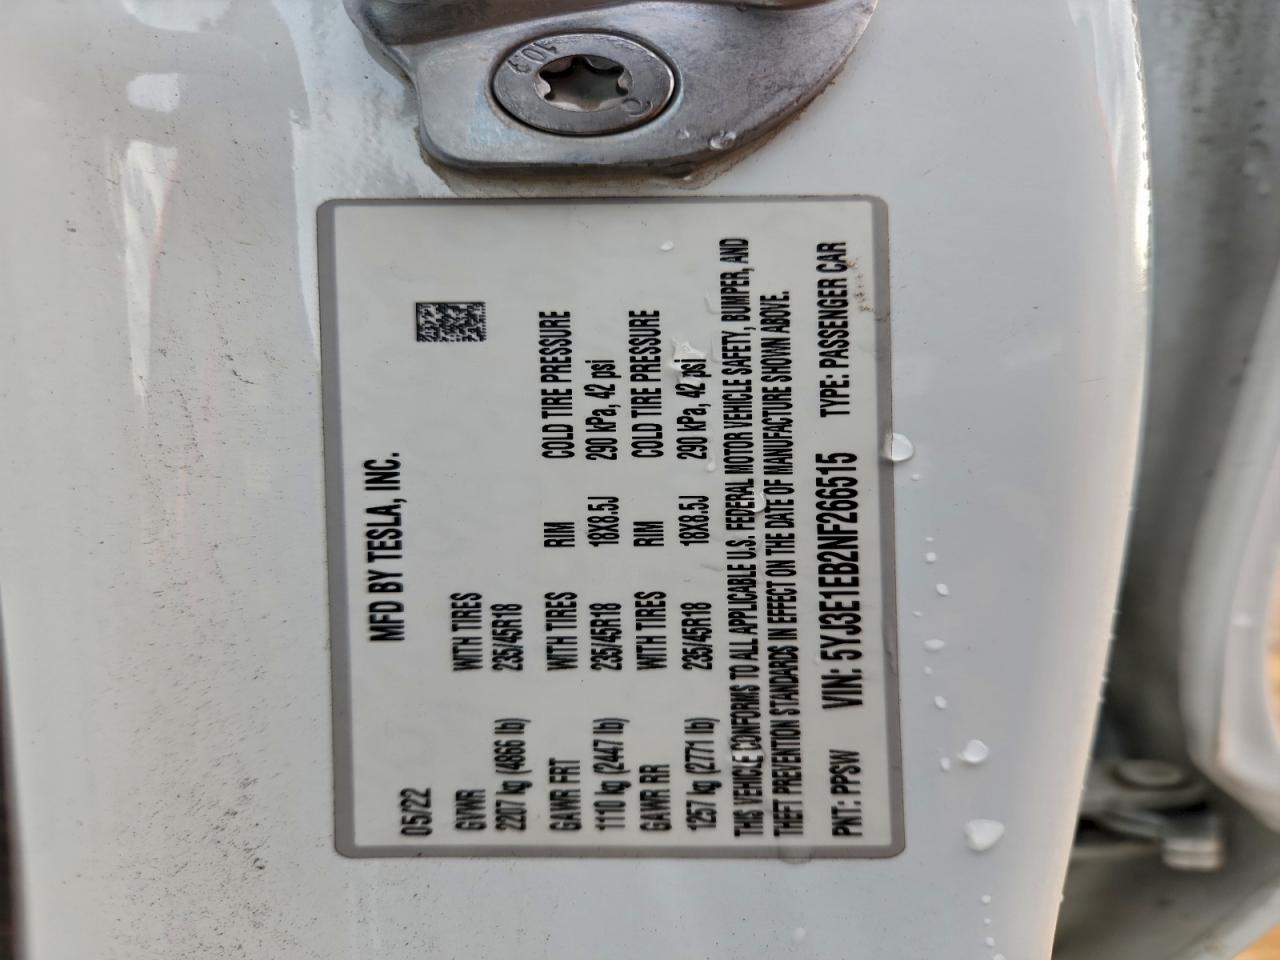 10.9
MFD BY TESLA, INC.
05/22
GVWR WITH TIRES
2207 kg (4866 lb) 235/45R18
GAWR FRT WITH TIRES RIM COLD TIRE PRESSURE
1110 kg (2447 lb) 235/45R18 18X8.5J 290 kPa, 42 psi
GAWR RR WITH TIRES RIM COLD TIRE PRESSURE
1257 kg (2771 lb) 235/45R18 18X8.5J 290 kPa, 42 psi
THIS VEHICLE CONFORMS TO ALL APPLICABLE U.S. FEDERAL MOTOR VEHICLE SAFETY, BUMPER, AND
THEFT PREVENTION STANDARDS IN EFFECT ON THE DATE OF MANUFACTURE SHOWN ABOVE.
PNT: PPSW VIN: 5YJ3E1EB2NF266515 TYPE: PASSENGER CAR